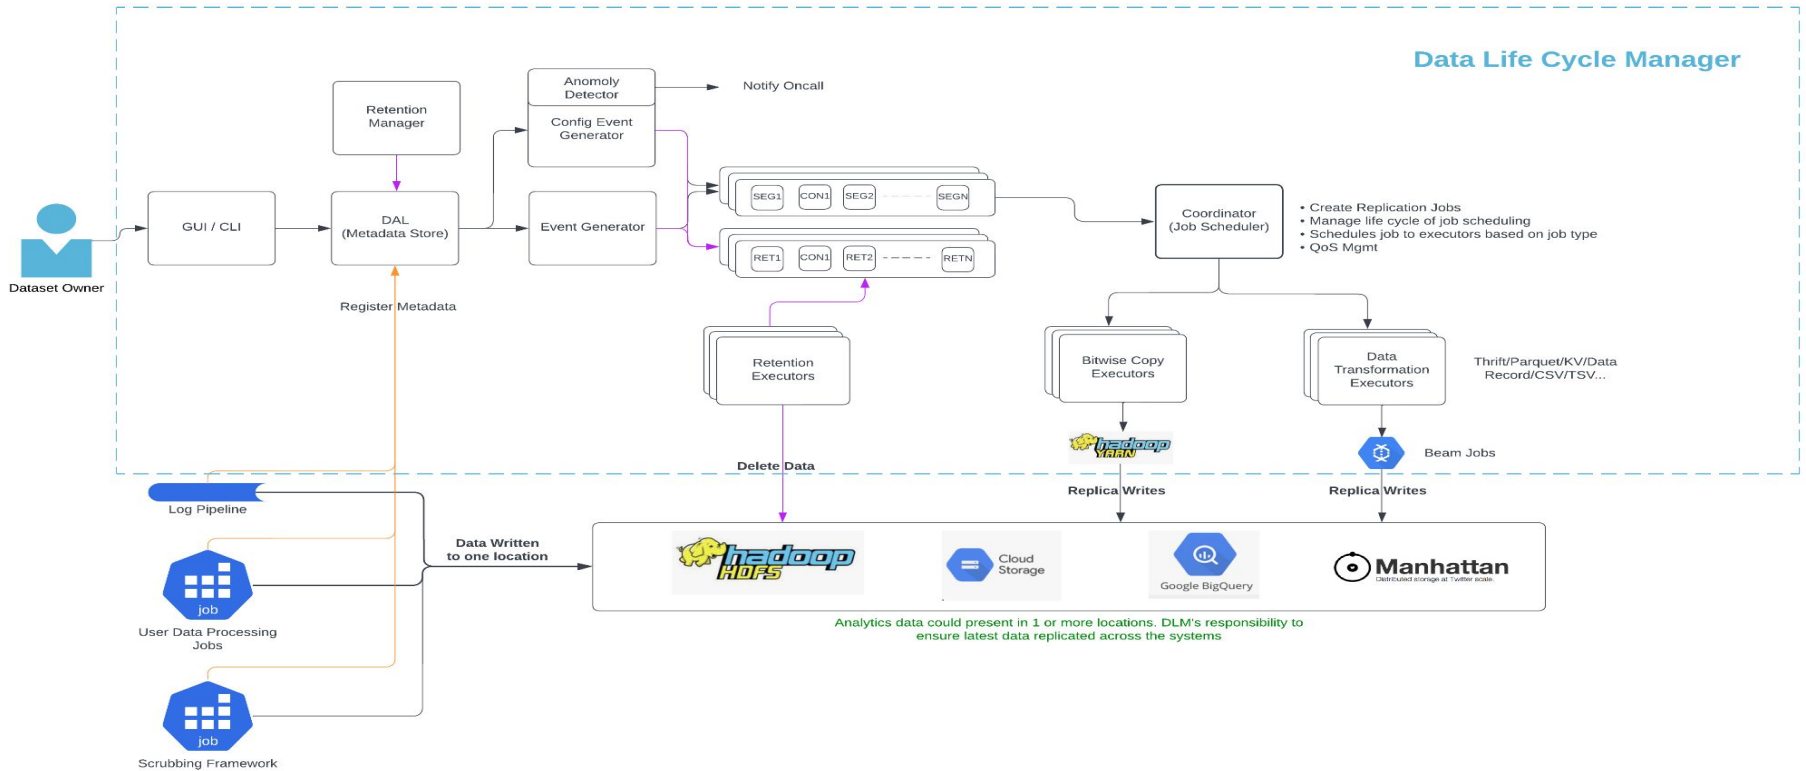 Data Life Cycle Manager
Anomoly
Detector
Notify Oncall
Retention
Manager
Config Event
Generator
SEG1
CON1
SEG2
SEGN
GUI / CLI
DAL
(Metadata Store)
Event Generator
Coordinator
(Job Scheduler)
• Create Replication Jobs
• Manage life cycle of job scheduling
• Schedules job to executors based on job type
• QoS Mgmt
RET1
CON1
RET2
RETN
Dataset Owner
Register Metadata
Retention
Executors
Bitwise Copy
Executors
Data
Transformation
Executors
Thrift/Parquet/KV/Data
Record/CSV/TSV...
hadoop
YARN
Beam Jobs
Delete Data
Replica Writes
Replica Writes
Log Pipeline
Data Written
to one location
hadoop
HDFS
Cloud
Storage
Google BigQuery
Manhattan
Distributed storage at Twitter scale.
job
User Data Processing
Jobs
Analytics data could present in 1 or more locations. DLM's responsibility to
ensure latest data replicated across the systems
job
Scrubbing Framework